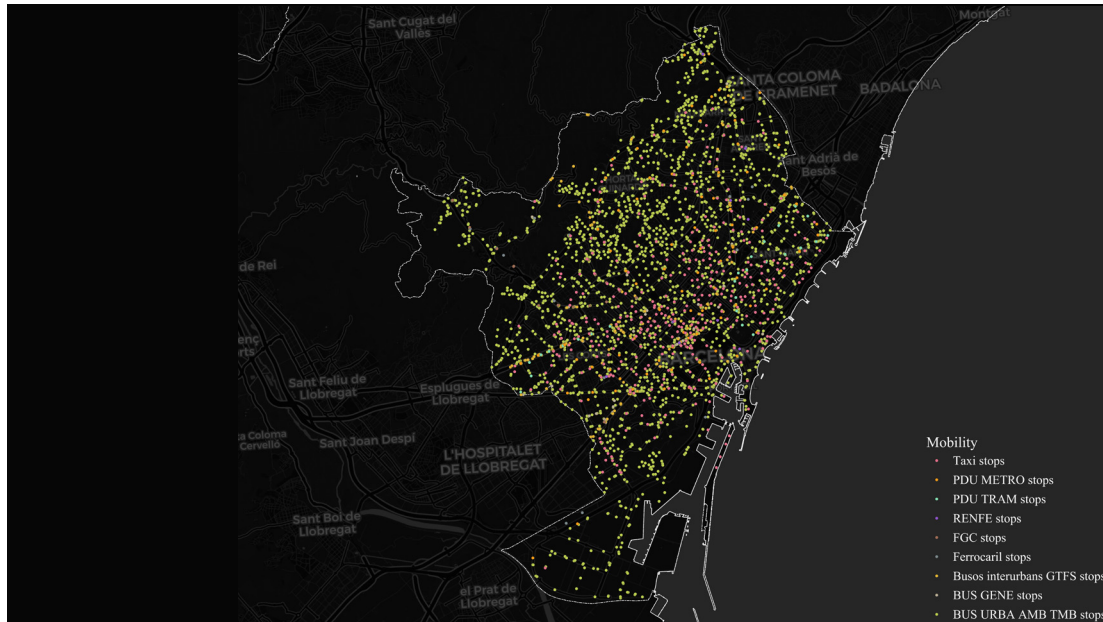 Sant Cugat del
Vallès
Montgat
SANTA COLOMA
DE GRAMENET
BADALONA
Sant Adrià de
Besòs
de Rei
BARCELONA
Sant Feliu de
Llobregat
Esplugues de
Llobregat
Coloma
Cervelló
Sant Joan Despí
L'HOSPITALET
DE LLOBREGAT
Sant Boi de
Llobregat
el Prat de
Llobregat
Mobility
Taxi stops
PDU METRO stops
PDU TRAM stops
RENFE stops
FGC stops
Ferrocaril stops
Busos interurbans GTFS stops
BUS GENE stops
BUS URBA AMB TMB stops